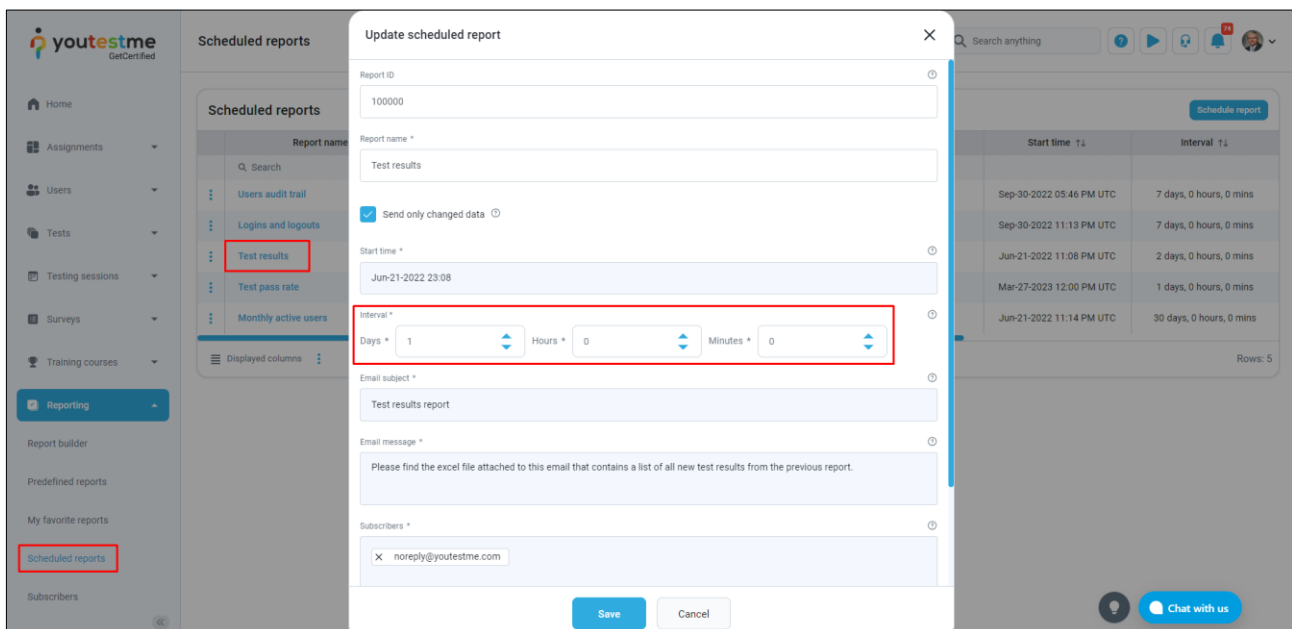 youtestme
GetCertified
Home
Assignments
Users
Tests
Testing sessions
Surveys
Training courses
Reporting
Report builder
Predefined reports
My favorite reports
Scheduled reports
Subscribers
Scheduled reports
Search anything
74
Scheduled reports
Schedule report
Report name
Start time
Interval
Search
Users audit trail
Sep-30-2022 05:46 PM UTC
7 days, 0 hours, 0 mins
Logins and logouts
Sep-30-2022 11:13 PM UTC
7 days, 0 hours, 0 mins
Test results
Jun-21-2022 11:08 PM UTC
2 days, 0 hours, 0 mins
Test pass rate
Mar-27-2023 12:00 PM UTC
1 days, 0 hours, 0 mins
Monthly active users
Jun-21-2022 11:14 PM UTC
30 days, 0 hours, 0 mins
Displayed columns
Rows: 5
Update scheduled report
Report ID
100000
Report name *
Test results
Send only changed data
Start time *
Jun-21-2022 23:08
Interval *
Days * 1 Hours * 0 Minutes * 0
Email subject *
Test results report
Email message *
Please find the excel file attached to this email that contains a list of all new test results from the previous report.
Subscribers *
noreply@youtestme.com
Save
Cancel
Chat with us